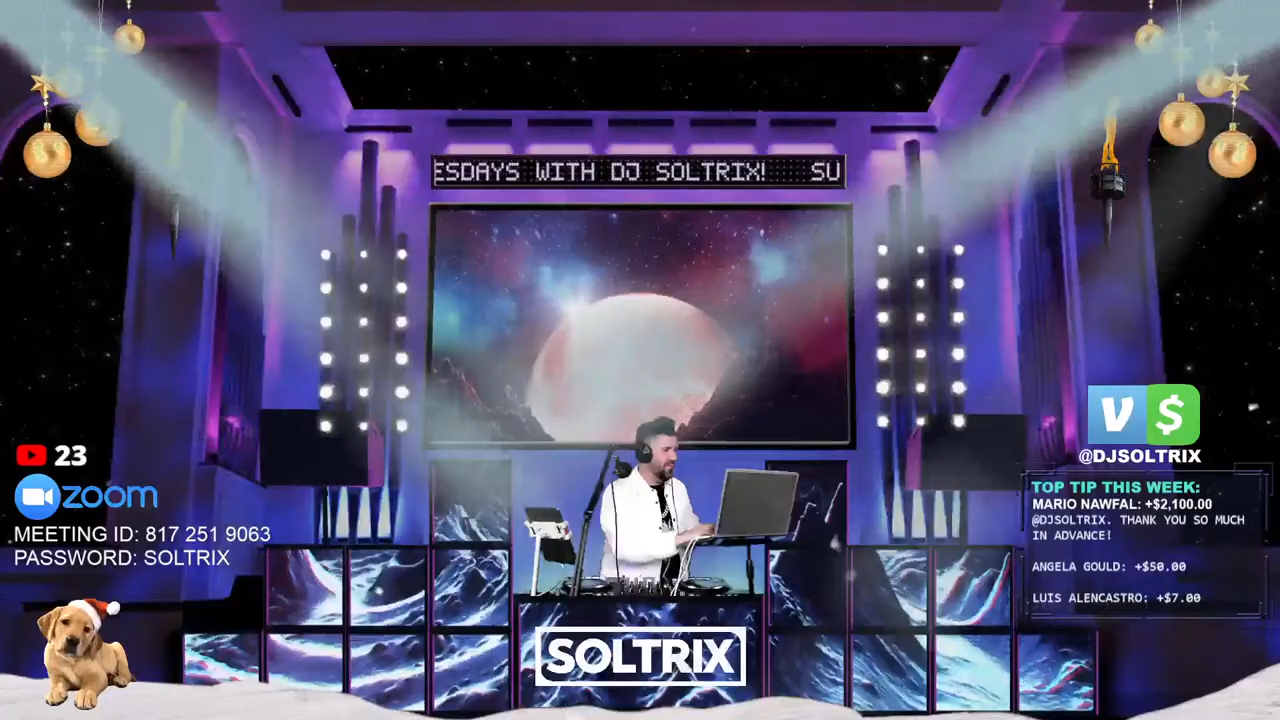 ESDAYS WITH DJ SOLTRIX! SU
23
zoom
MEETING ID: 817 251 9063
PASSWORD: SOLTRIX
V $
@DJSOLTRIX
TOP TIP THIS WEEK:
MARIO NAWFAL: +$2,100.00
@DJSOLTRIX. THANK YOU SO MUCH
IN ADVANCE!
ANGELA GOULD: +$50.00
LUIS ALENCASTRO: +$7.00
SOLTRIX